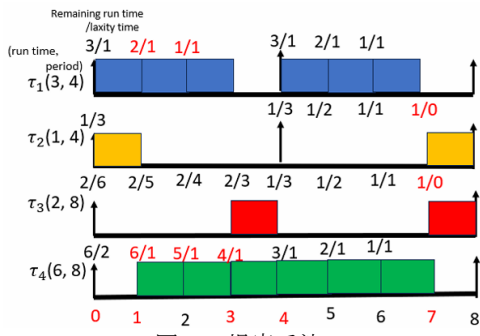 Remaining run time
/laxity time
(run time,
period)
3/1 2/1 1/1 3/1 2/1 1/1
τ1(3, 4)
1/3 1/3 1/2 1/1 1/0
τ2(1, 4)
2/6 2/5 2/4 2/3 1/3 1/2 1/1 1/0
τ3(2, 8)
6/2 6/1 5/1 4/1 3/1 2/1 1/1
τ4(6, 8)
0 1 2 3 4 5 6 7 8